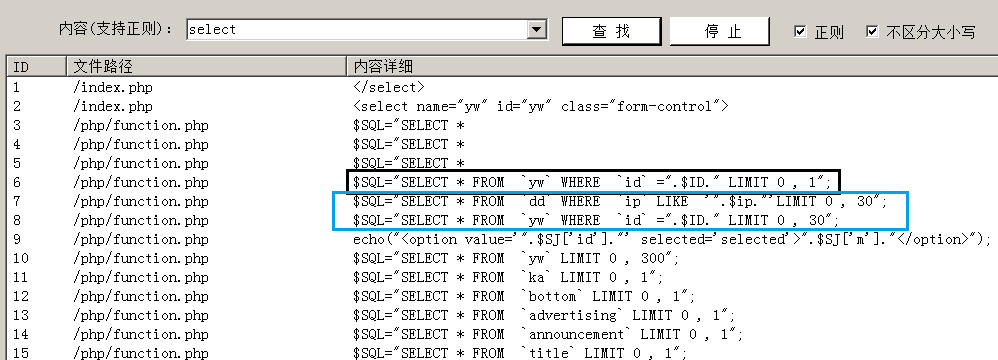 内容(支持正则): select 查 找 停 止 正则 不区分大小写
ID 文件路径 内容详细
1 /index.php </select>
2 /index.php <select name="yw" id="yw" class="form-control">
3 /php/function.php $SQL="SELECT *
4 /php/function.php $SQL="SELECT *
5 /php/function.php $SQL="SELECT *
6 /php/function.php $SQL="SELECT * FROM `yw` WHERE `id` =".$ID." LIMIT 0 , 1";
7 /php/function.php $SQL="SELECT * FROM `dd` WHERE `ip` LIKE '".$ip."'LIMIT 0 , 30";
8 /php/function.php $SQL="SELECT * FROM `yw` WHERE `id` =".$ID." LIMIT 0 , 30";
9 /php/function.php echo("<option value='".$SJ['id']."' selected='selected'>".$SJ['m']."</option>");
10 /php/function.php $SQL="SELECT * FROM `yw` LIMIT 0 , 300";
11 /php/function.php $SQL="SELECT * FROM `ka` LIMIT 0 , 1";
12 /php/function.php $SQL="SELECT * FROM `bottom` LIMIT 0 , 1";
13 /php/function.php $SQL="SELECT * FROM `advertising` LIMIT 0 , 1";
14 /php/function.php $SQL="SELECT * FROM `announcement` LIMIT 0 , 1";
15 /php/function.php $SQL="SELECT * FROM `title` LIMIT 0 , 1";